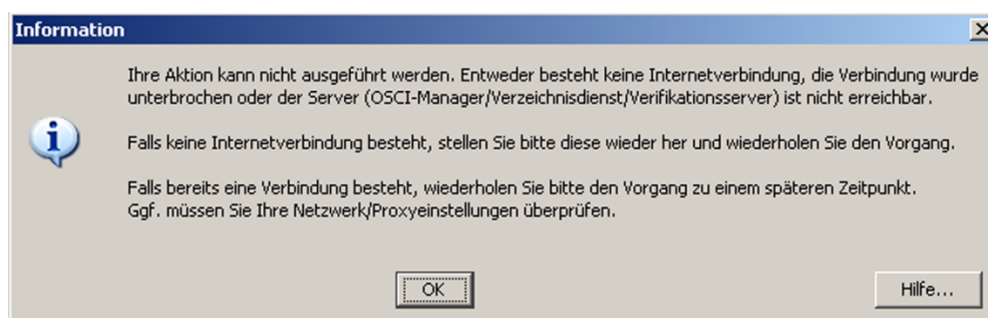 Information
Ihre Aktion kann nicht ausgeführt werden. Entweder besteht keine Internetverbindung, die Verbindung wurde
unterbrochen oder der Server (OSCI-Manager/Verzeichnisdienst/Verifikationsserver) ist nicht erreichbar.
Falls keine Internetverbindung besteht, stellen Sie bitte diese wieder her und wiederholen Sie den Vorgang.
Falls bereits eine Verbindung besteht, wiederholen Sie bitte den Vorgang zu einem späteren Zeitpunkt.
Ggf. müssen Sie Ihre Netzwerk/Proxyeinstellungen überprüfen.
OK
Hilfe...